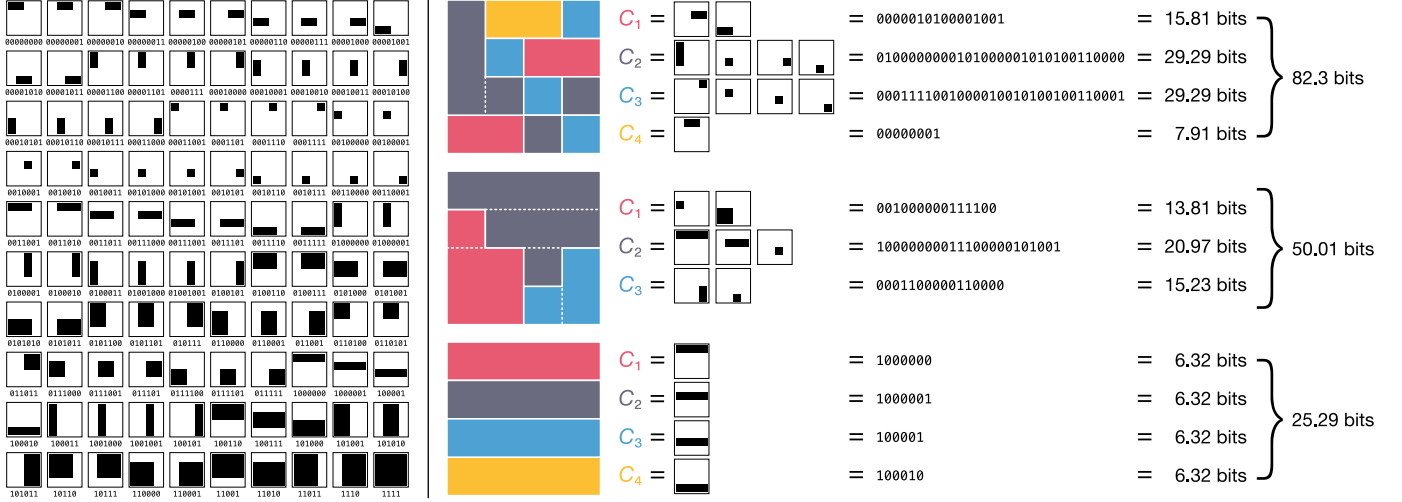 00000000 00000001 00000010 00000011 00000100 00000101 00000110 00000111 00001000 00001001
00001010 00001011 00001100 00001101 0000111 00010000 00010001 00010010 00010011 00010100
00010101 00010110 00010111 00011000 00011001 0001101 0001110 0001111 00100000 00100001
0010001 0010010 0010011 00101000 00101001 0010101 0010110 0010111 00110000 00110001
0011001 0011010 0011011 00111000 00111001 0011101 0011110 0011111 01000000 01000001
0100001 0100010 0100011 01001000 01001001 0100101 0100110 0100111 0101000 0101001
0101010 0101011 0101100 0101101 010111 0110000 0110001 011001 0110100 0110101
011011 0111000 0111001 011101 0111100 0111101 011111 1000000 1000001 100001
100010 100011 1001000 1001001 100101 100110 100111 101000 101001 101010
101011 10110 10111 110000 110001 11001 11010 11011 1110 1111
C1 = = 0000010100001001 = 15.81 bits
C2 = = 0100000000101000001010100110000 = 29.29 bits
82.3 bits
C3 = = 0001111001000010010100100110001 = 29.29 bits
C4 = = 00000001 = 7.91 bits
C1 = = 001000000111100 = 13.81 bits
C2 = = 10000000011100000101001 = 20.97 bits
50.01 bits
C3 = = 0001100000110000 = 15.23 bits
C1 = = 1000000 = 6.32 bits
C2 = = 1000001 = 6.32 bits
25.29 bits
C3 = = 100001 = 6.32 bits
C4 = = 100010 = 6.32 bits